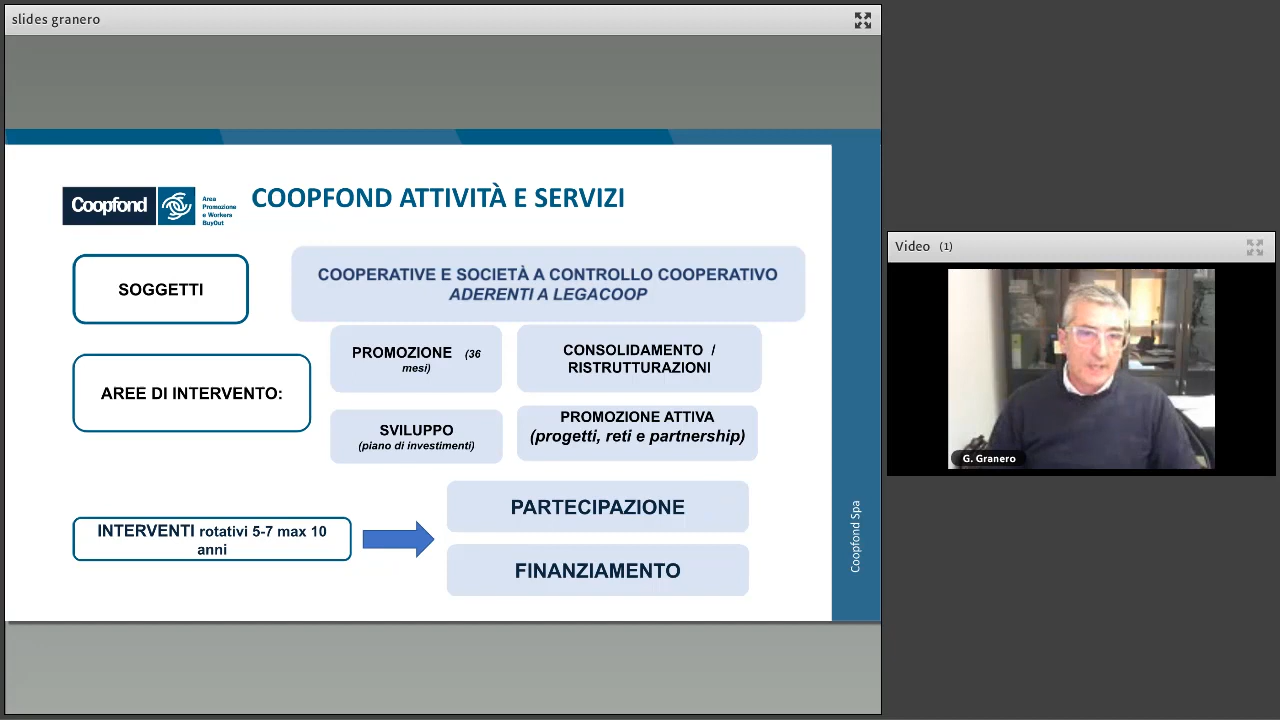 slides granero
Coopfond
Area
Promozione
e Workers
BuyOut
COOPFOND ATTIVITÀ E SERVIZI
SOGGETTI
COOPERATIVE E SOCIETÀ A CONTROLLO COOPERATIVO
ADERENTI A LEGACOOP
AREE DI INTERVENTO:
PROMOZIONE (36
mesi)
CONSOLIDAMENTO /
RISTRUTTURAZIONI
SVILUPPO
(piano di investimenti)
PROMOZIONE ATTIVA
(progetti, reti e partnership)
INTERVENTI rotativi 5-7 max 10
anni
PARTECIPAZIONE
FINANZIAMENTO
Coopfond Spa
Video (1)
G. Granero